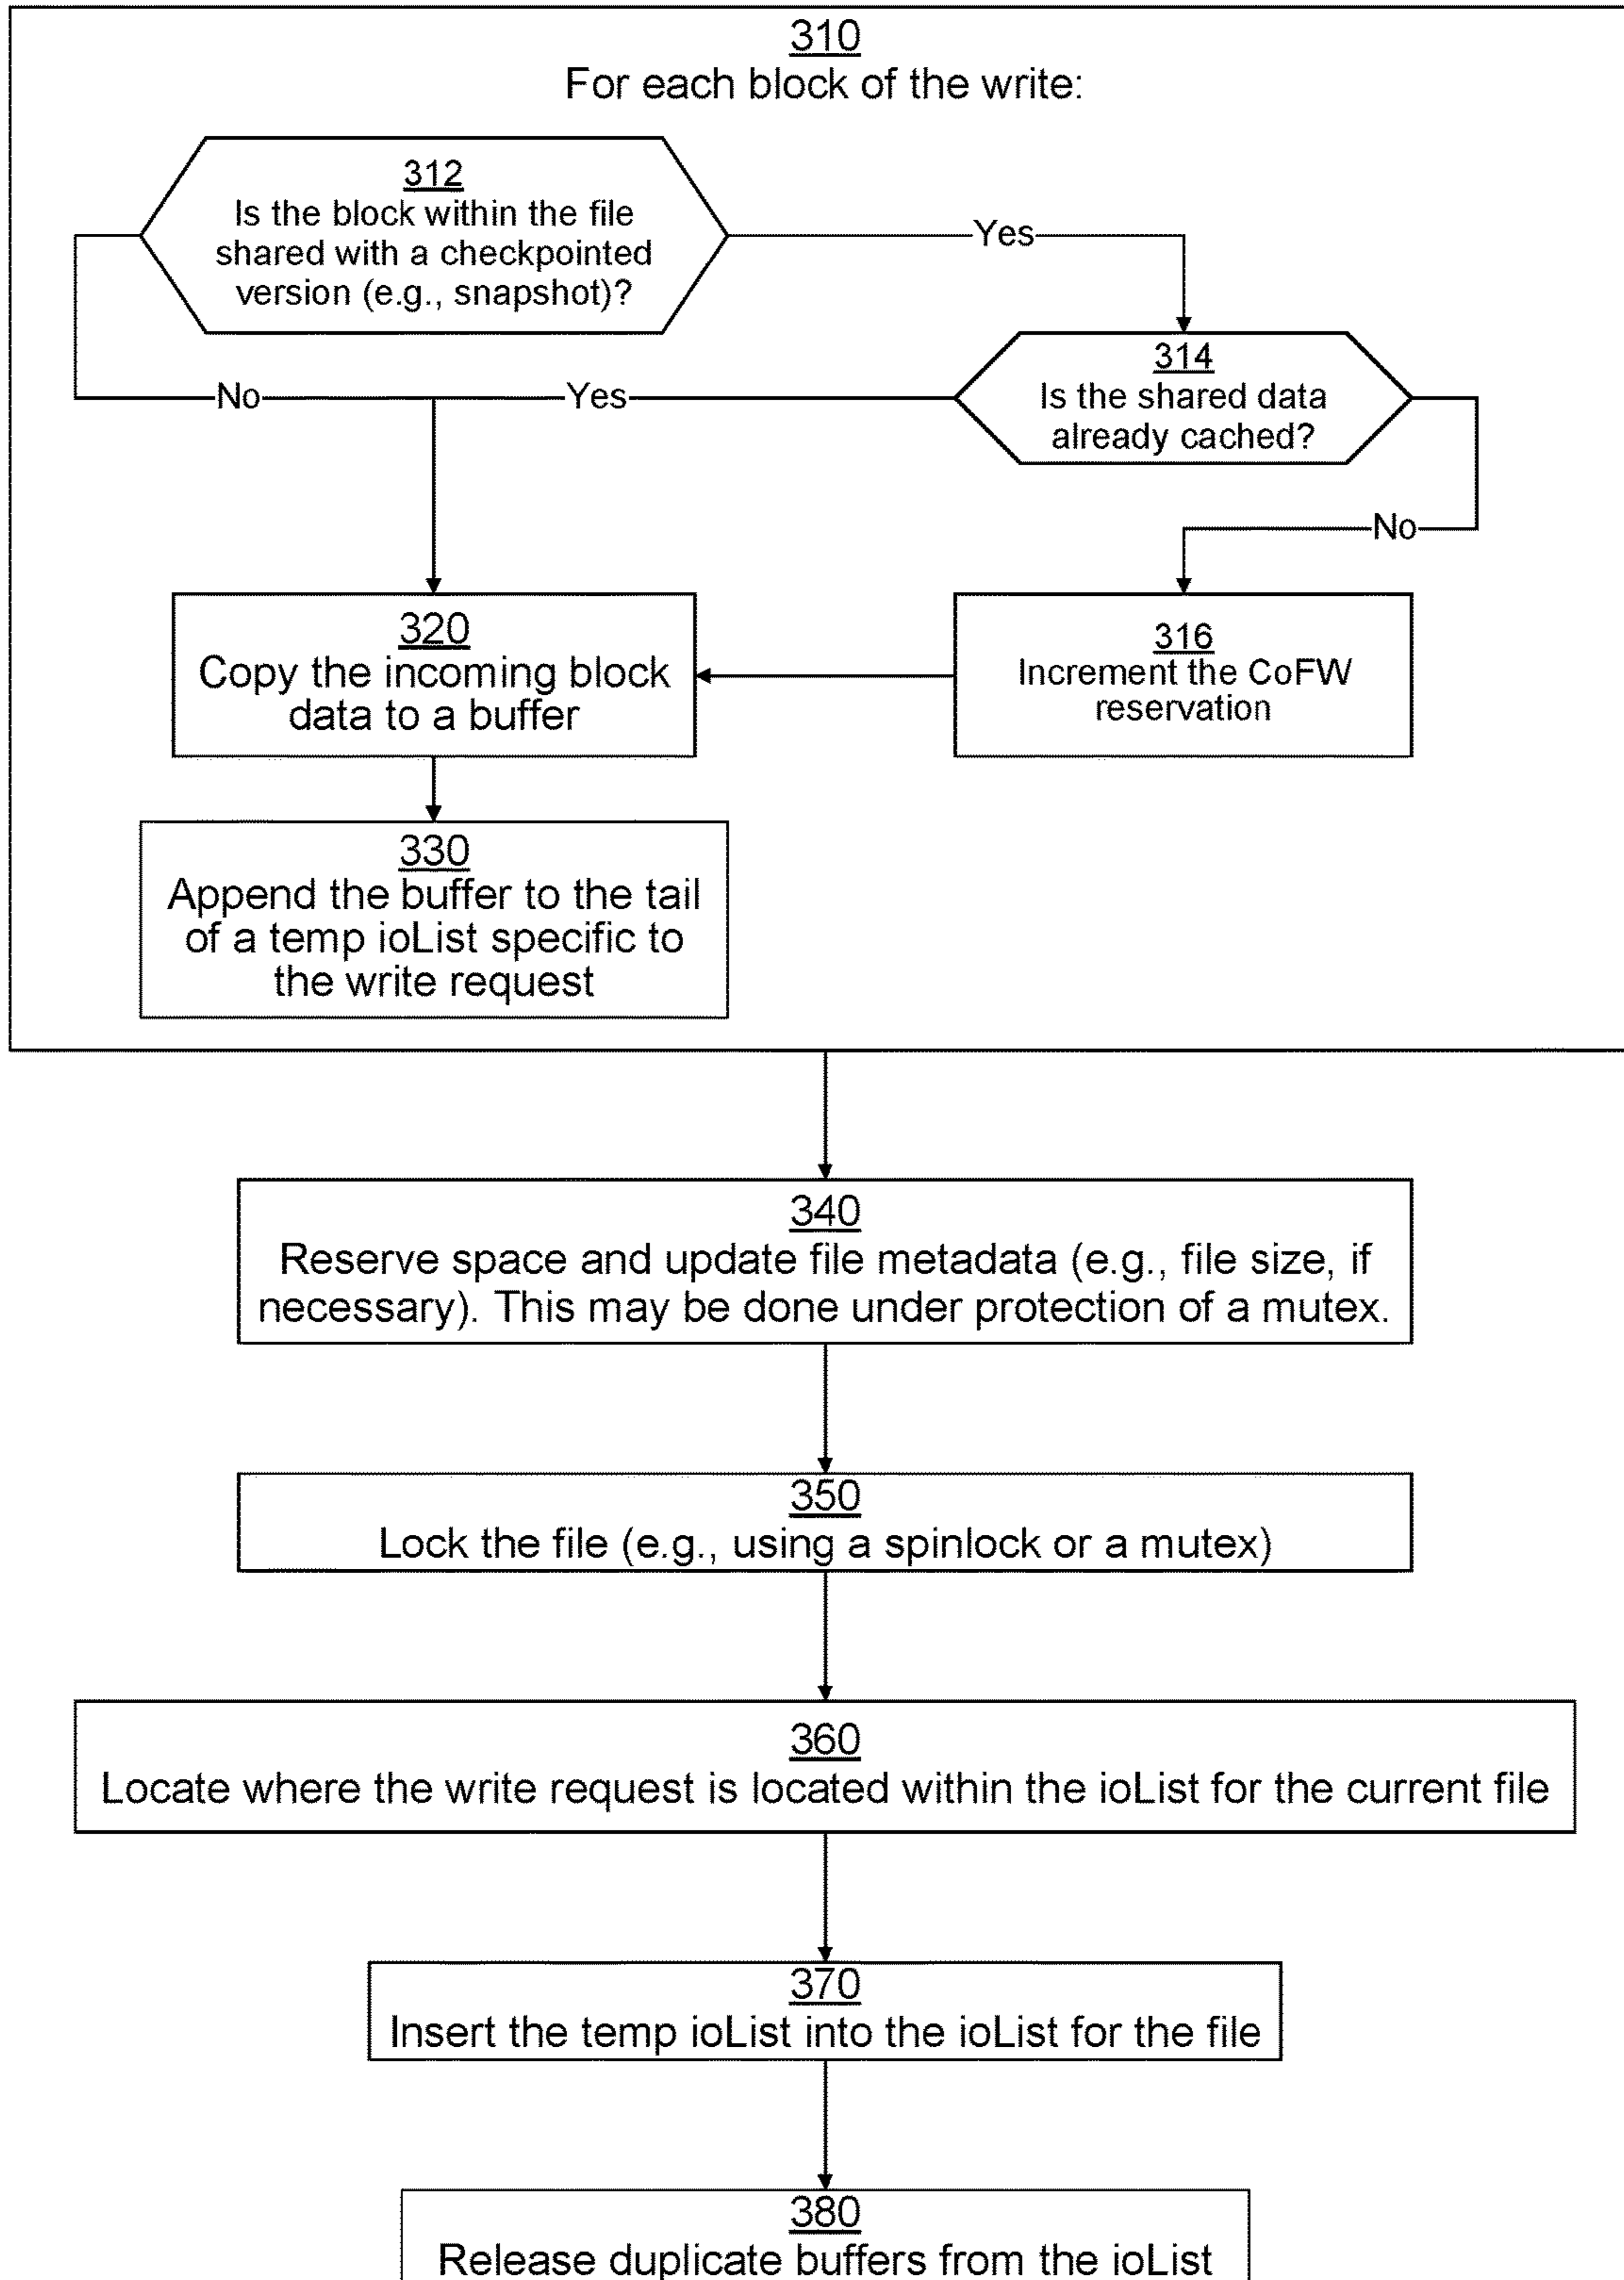 310
For each block of the write:
312
Is the block within the file
shared with a checkpointed
version (e.g., snapshot)?
Yes
314
Is the shared data
already cached?
No
Yes
No
320
Copy the incoming block
data to a buffer
316
Increment the CoFW
reservation
330
Append the buffer to the tail
of a temp ioList specific to
the write request
340
Reserve space and update file metadata (e.g., file size, if
necessary). This may be done under protection of a mutex.
350
Lock the file (e.g., using a spinlock or a mutex)
360
Locate where the write request is located within the ioList for the current file
370
Insert the temp ioList into the ioList for the file
380
Release duplicate buffers from the ioList